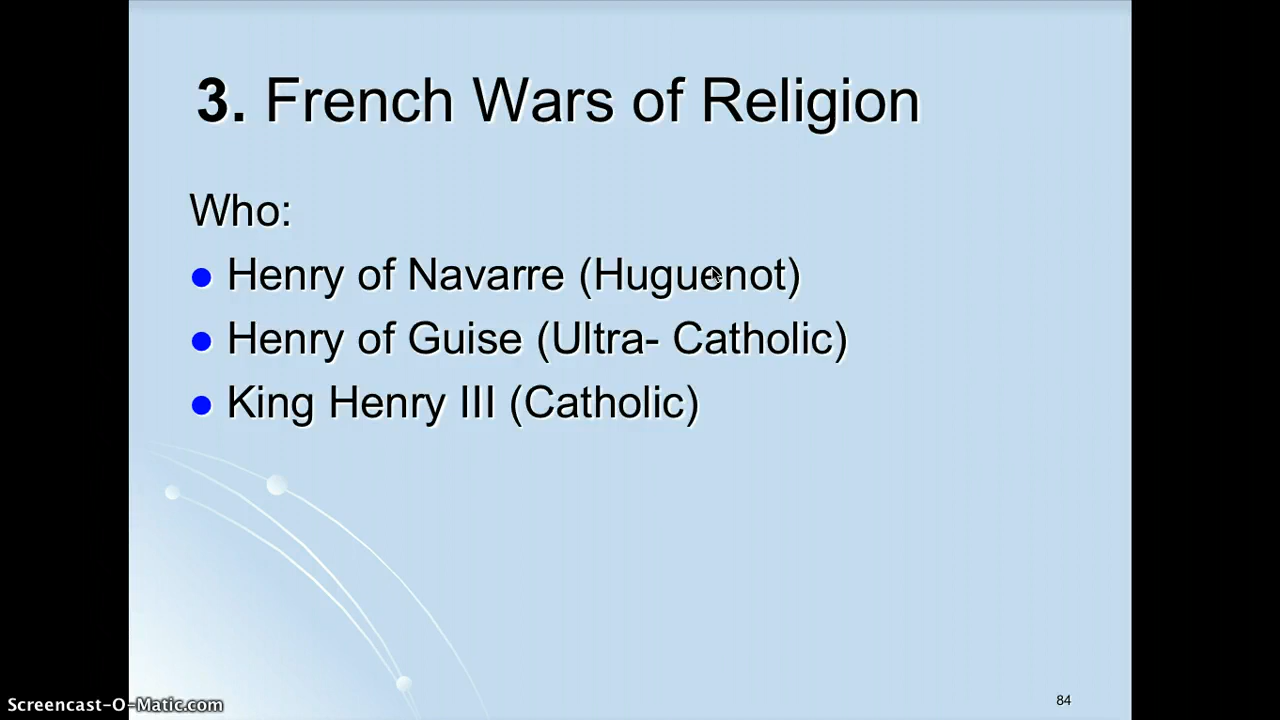 3. French Wars of Religion
Who:
Henry of Navarre (Huguenot)
Henry of Guise (Ultra- Catholic)
King Henry III (Catholic)
84
Screencast-O-Matic.com